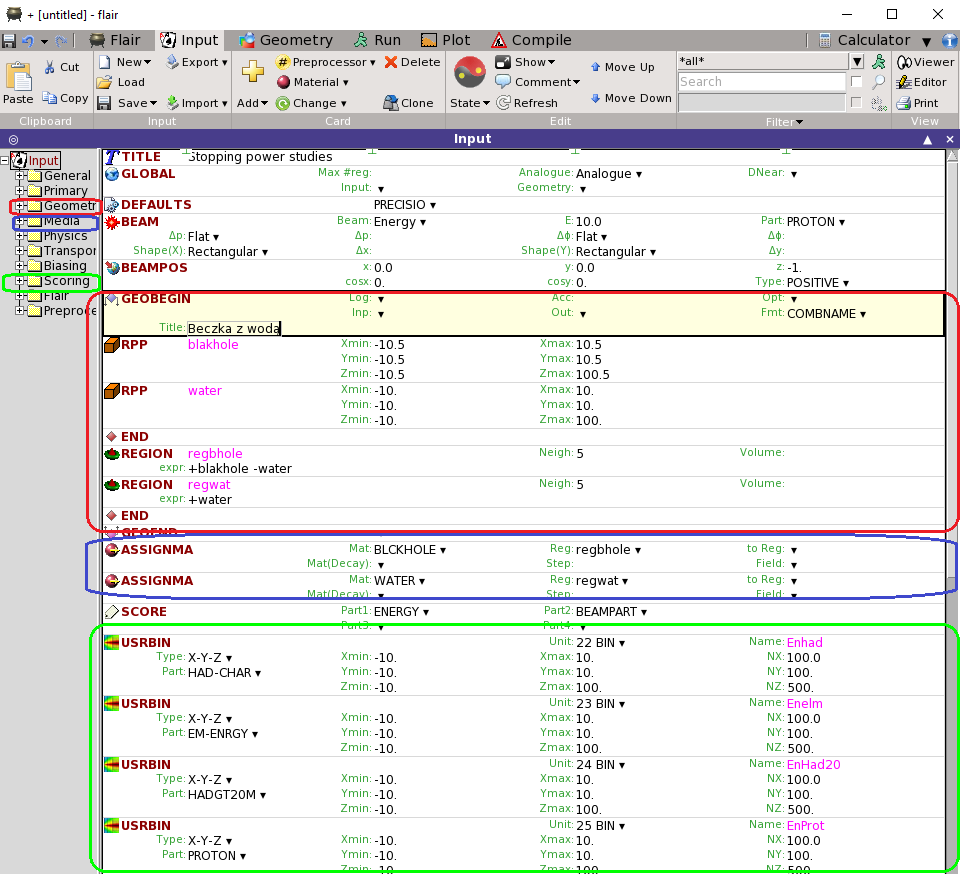 + [untitled] - flair
Flair Input Geometry Run Plot Compile Calculator
Paste Cut Copy Clipboard
New Load Save Export Import Input
Add Preprocessor Material Change Delete Clone Card
State Show Comment Refresh Move Up Move Down Edit
*all* Search Filter
Viewer Editor Print View
Input
Input
General
Primary
Geometr
Media
Physics
Transpor
Biasing
Scoring
Flair
Preproce
TITLE Stopping power studies
GLOBAL Max #reg: Analogue: Analogue DNear:
Input: Geometry:
DEFAULTS PRECISIO
BEAM Beam: Energy E: 10.0 Part: PROTON
Δp: Flat Δp: Δϕ: Flat Δϕ:
Shape(X): Rectangular Δx: Shape(Y): Rectangular Δy:
BEAMPOS x: 0.0 y: 0.0 z: -1.
cosx: 0. cosy: 0. Type: POSITIVE
GEOBEGIN Log: Acc: Opt:
Inp: Out: Fmt: COMBNAME
Title: Beczka z wodą
RPP blakhole Xmin: -10.5 Xmax: 10.5
Ymin: -10.5 Ymax: 10.5
Zmin: -10.5 Zmax: 100.5
RPP water Xmin: -10. Xmax: 10.
Ymin: -10. Ymax: 10.
Zmin: -10. Zmax: 100.
END
REGION regbhole Neigh: 5 Volume:
expr: +blakhole -water
REGION regwat Neigh: 5 Volume:
expr: +water
END
GEOEND
ASSIGNMA Mat: BLCKHOLE Reg: regbhole to Reg:
Mat(Decay): Step: Field:
ASSIGNMA Mat: WATER Reg: regwat to Reg:
Mat(Decay): Step: Field:
SCORE Part1: ENERGY Part2: BEAMPART
Part3: Part4:
USRBIN Unit: 22 BIN Name: Enhad
Type: X-Y-Z Xmin: -10. Xmax: 10. NX: 100.0
Part: HAD-CHAR Ymin: -10. Ymax: 10. NY: 100.
Zmin: -10. Zmax: 100. NZ: 500.
USRBIN Unit: 23 BIN Name: Enelm
Type: X-Y-Z Xmin: -10. Xmax: 10. NX: 100.0
Part: EM-ENRGY Ymin: -10. Ymax: 10. NY: 100.
Zmin: -10. Zmax: 100. NZ: 500.
USRBIN Unit: 24 BIN Name: EnHad20
Type: X-Y-Z Xmin: -10. Xmax: 10. NX: 100.0
Part: HADGT20M Ymin: -10. Ymax: 10. NY: 100.
Zmin: -10. Zmax: 100. NZ: 500.
USRBIN Unit: 25 BIN Name: EnProt
Type: X-Y-Z Xmin: -10. Xmax: 10. NX: 100.0
Part: PROTON Ymin: -10. Ymax: 10. NY: 100.
Zmin: -10. Zmax: 100. NZ: 500.